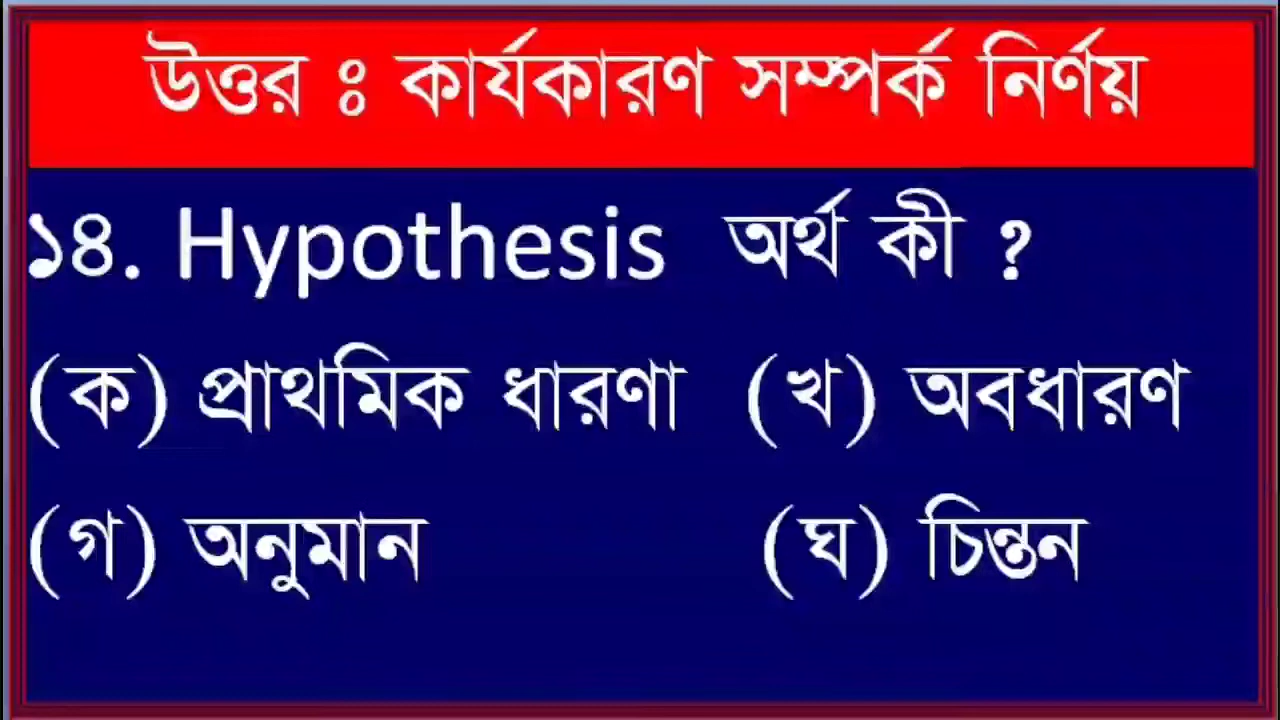 উত্তর ঃ কার্যকারণ সম্পর্ক নির্ণয়
১৪. Hypothesis অর্থ কী ?
(ক) প্রাথমিক ধারণা (খ) অবধারণ
(গ) অনুমান (ঘ) চিন্তন